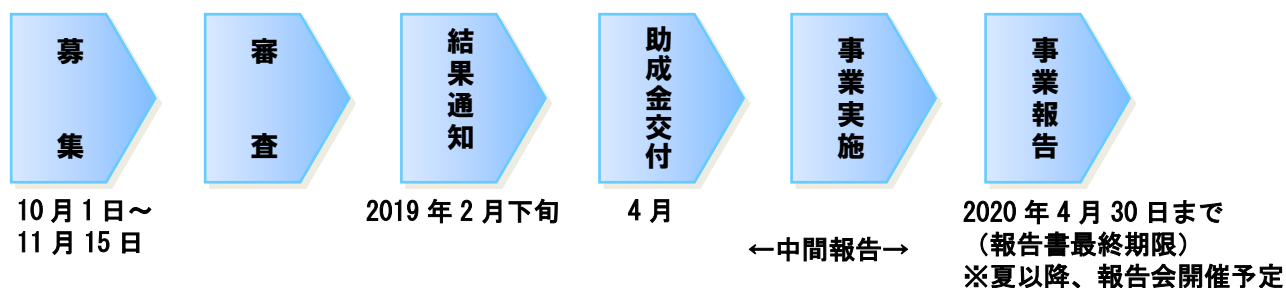 募集
審査
結果通知
助成金交付
事業実施
事業報告
10月1日～
11月15日
2019年2月下旬
4月
←中間報告→
2020年4月30日まで
（報告書最終期限）
※夏以降、報告会開催予定